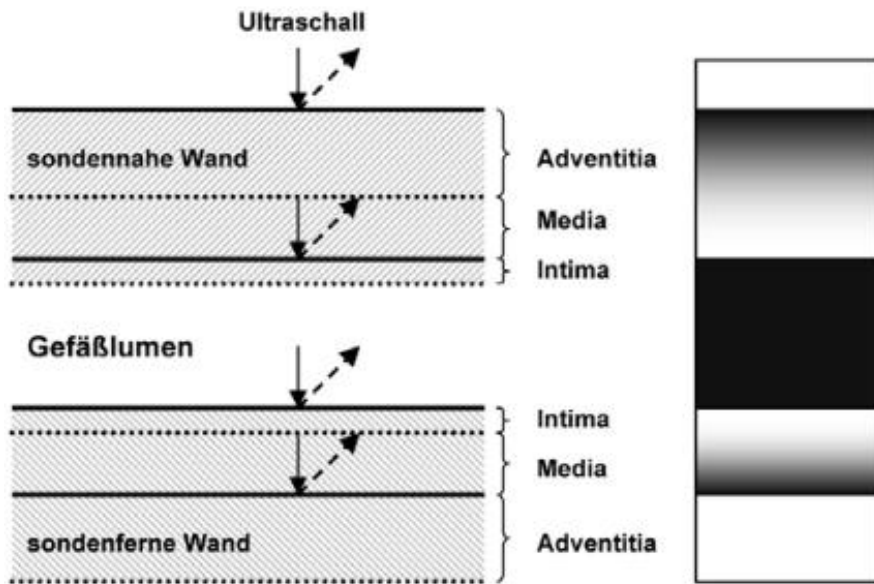 Ultraschall
sondennahe Wand
Adventitia
Media
Intima
Gefäßlumen
Intima
Media
sondenferne Wand
Adventitia